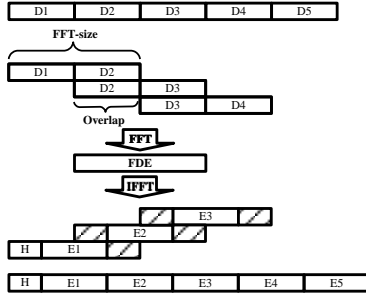 D1 D2 D3 D4 D5
FFT-size
D1 D2
D2 D3
D3 D4
Overlap
FFT
FDE
IFFT
E3
E2
H E1
H E1 E2 E3 E4 E5